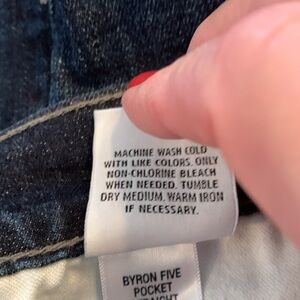 MACHINE WASH COLD
WITH LIKE COLORS. ONLY
NON-CHLORINE BLEACH
WHEN NEEDED. TUMBLE
DRY MEDIUM. WARM IRON
IF NECESSARY.
BYRON FIVE
POCKET